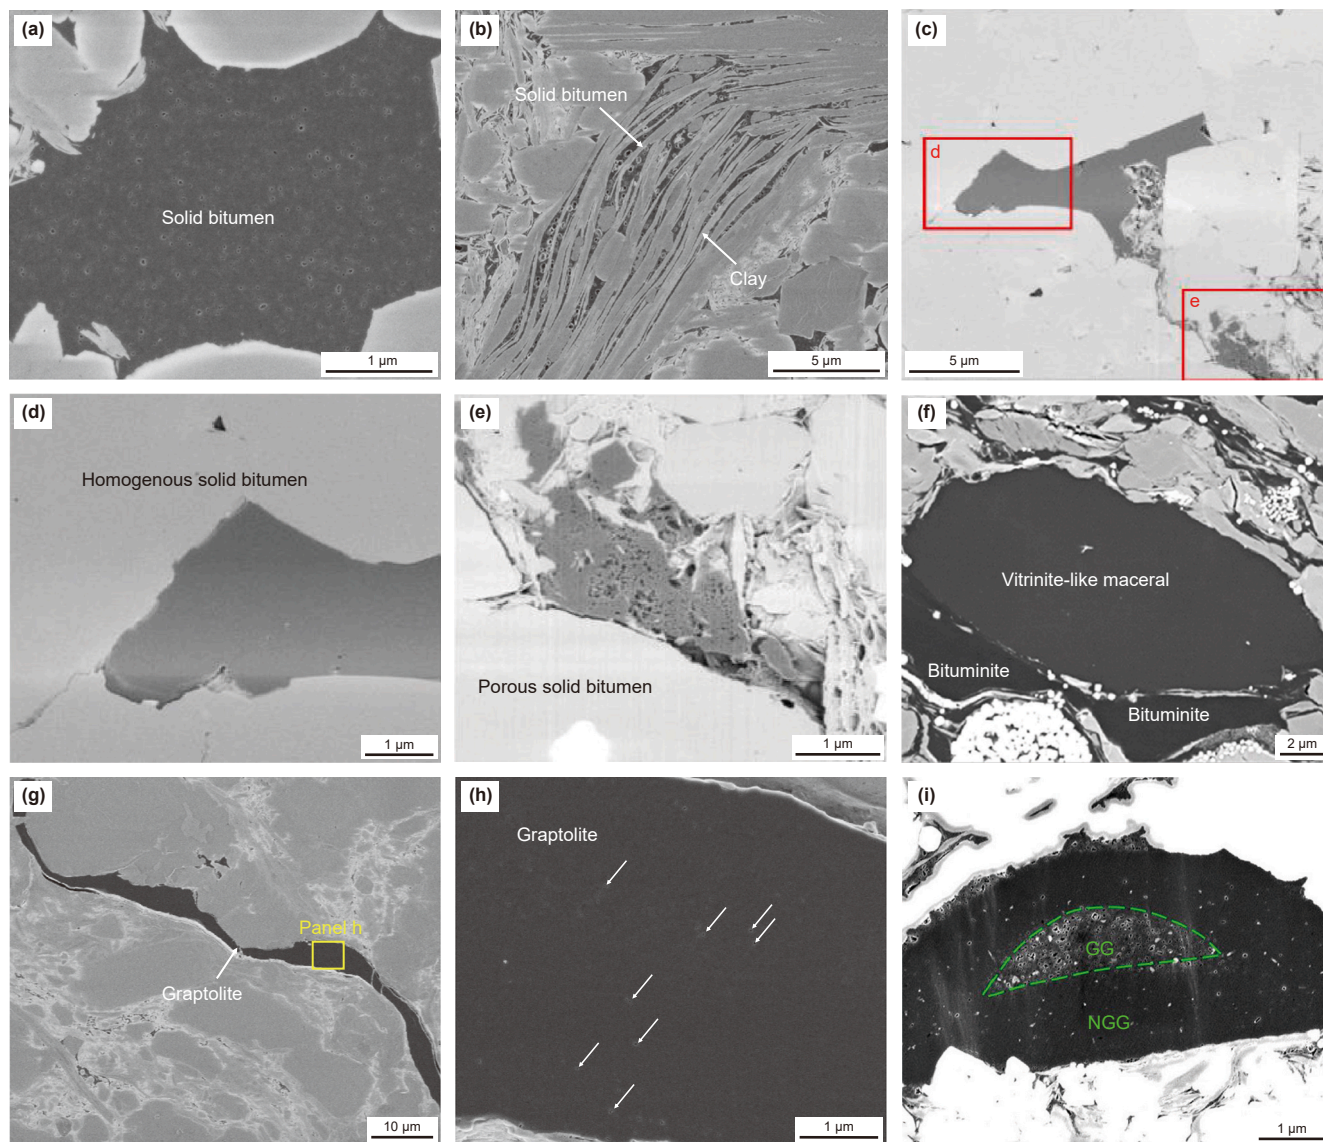 (a)
Solid bitumen
1 μm
(b)
Solid bitumen
Clay
5 μm
(c)
d
e
5 μm
(d)
Homogenous solid bitumen
1 μm
(e)
Porous solid bitumen
1 μm
(f)
Vitrinite-like maceral
Bituminite
Bituminite
2 μm
(g)
Panel h
Graptolite
10 μm
(h)
Graptolite
1 μm
(i)
GG
NGG
1 μm